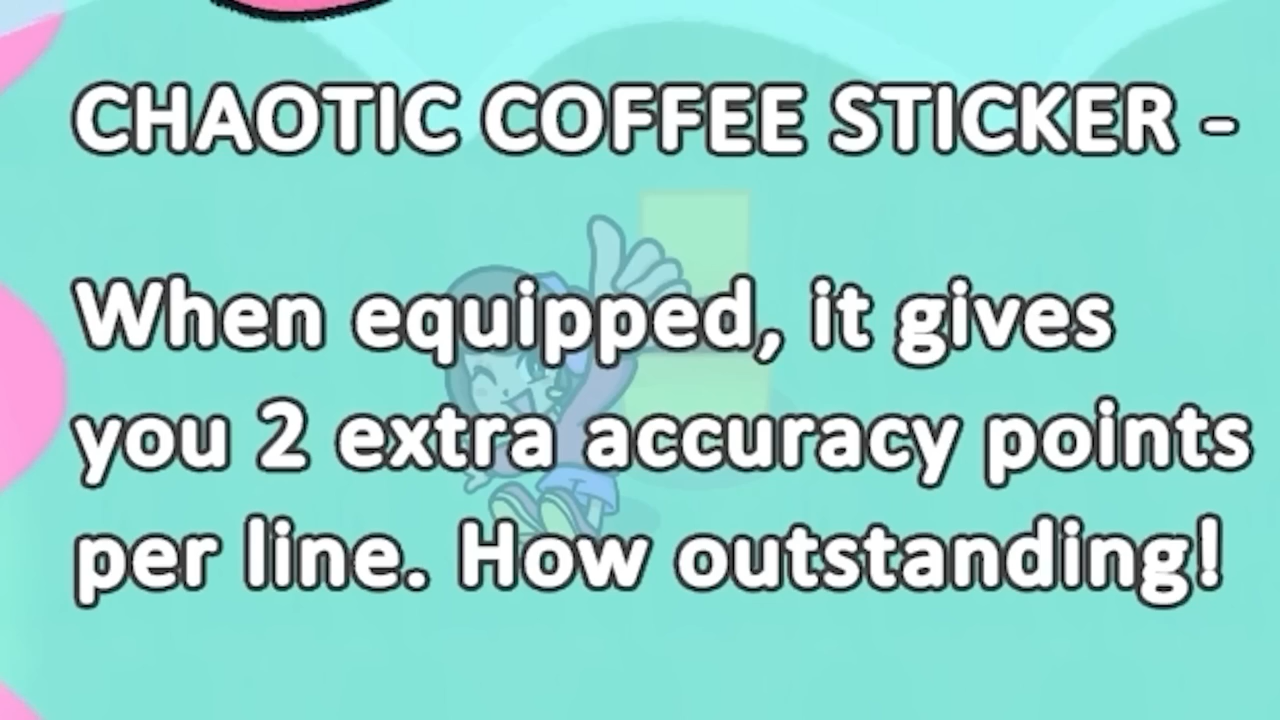 CHAOTIC COFFEE STICKER -
When equipped, it gives
you 2 extra accuracy points
per line. How outstanding!